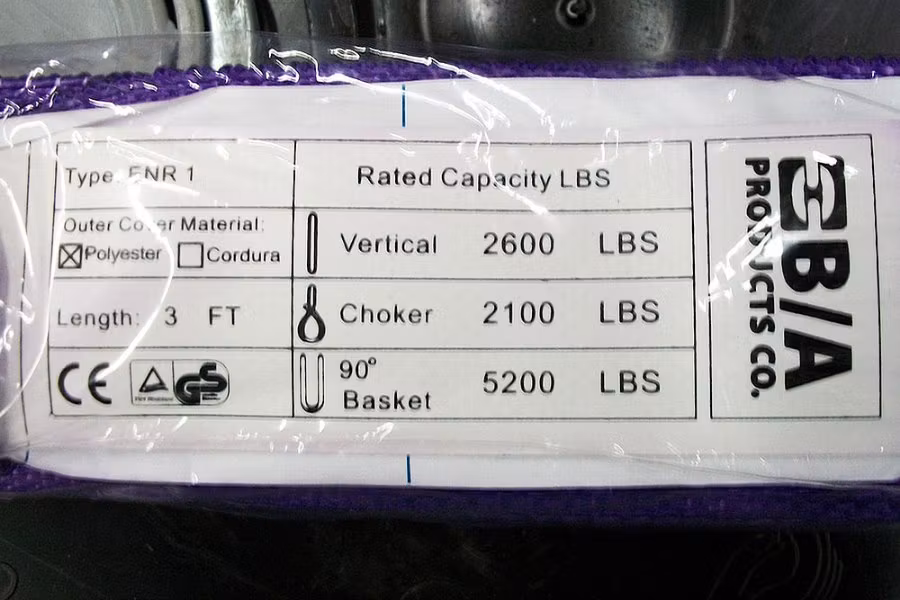 Type: ENR 1
Outer Cover Material:
Polyester Cordura
Length: 3 FT
CE
GS
Rated Capacity LBS
Vertical 2600 LBS
Choker 2100 LBS
90° Basket 5200 LBS
B/A
PRODUCTS CO.